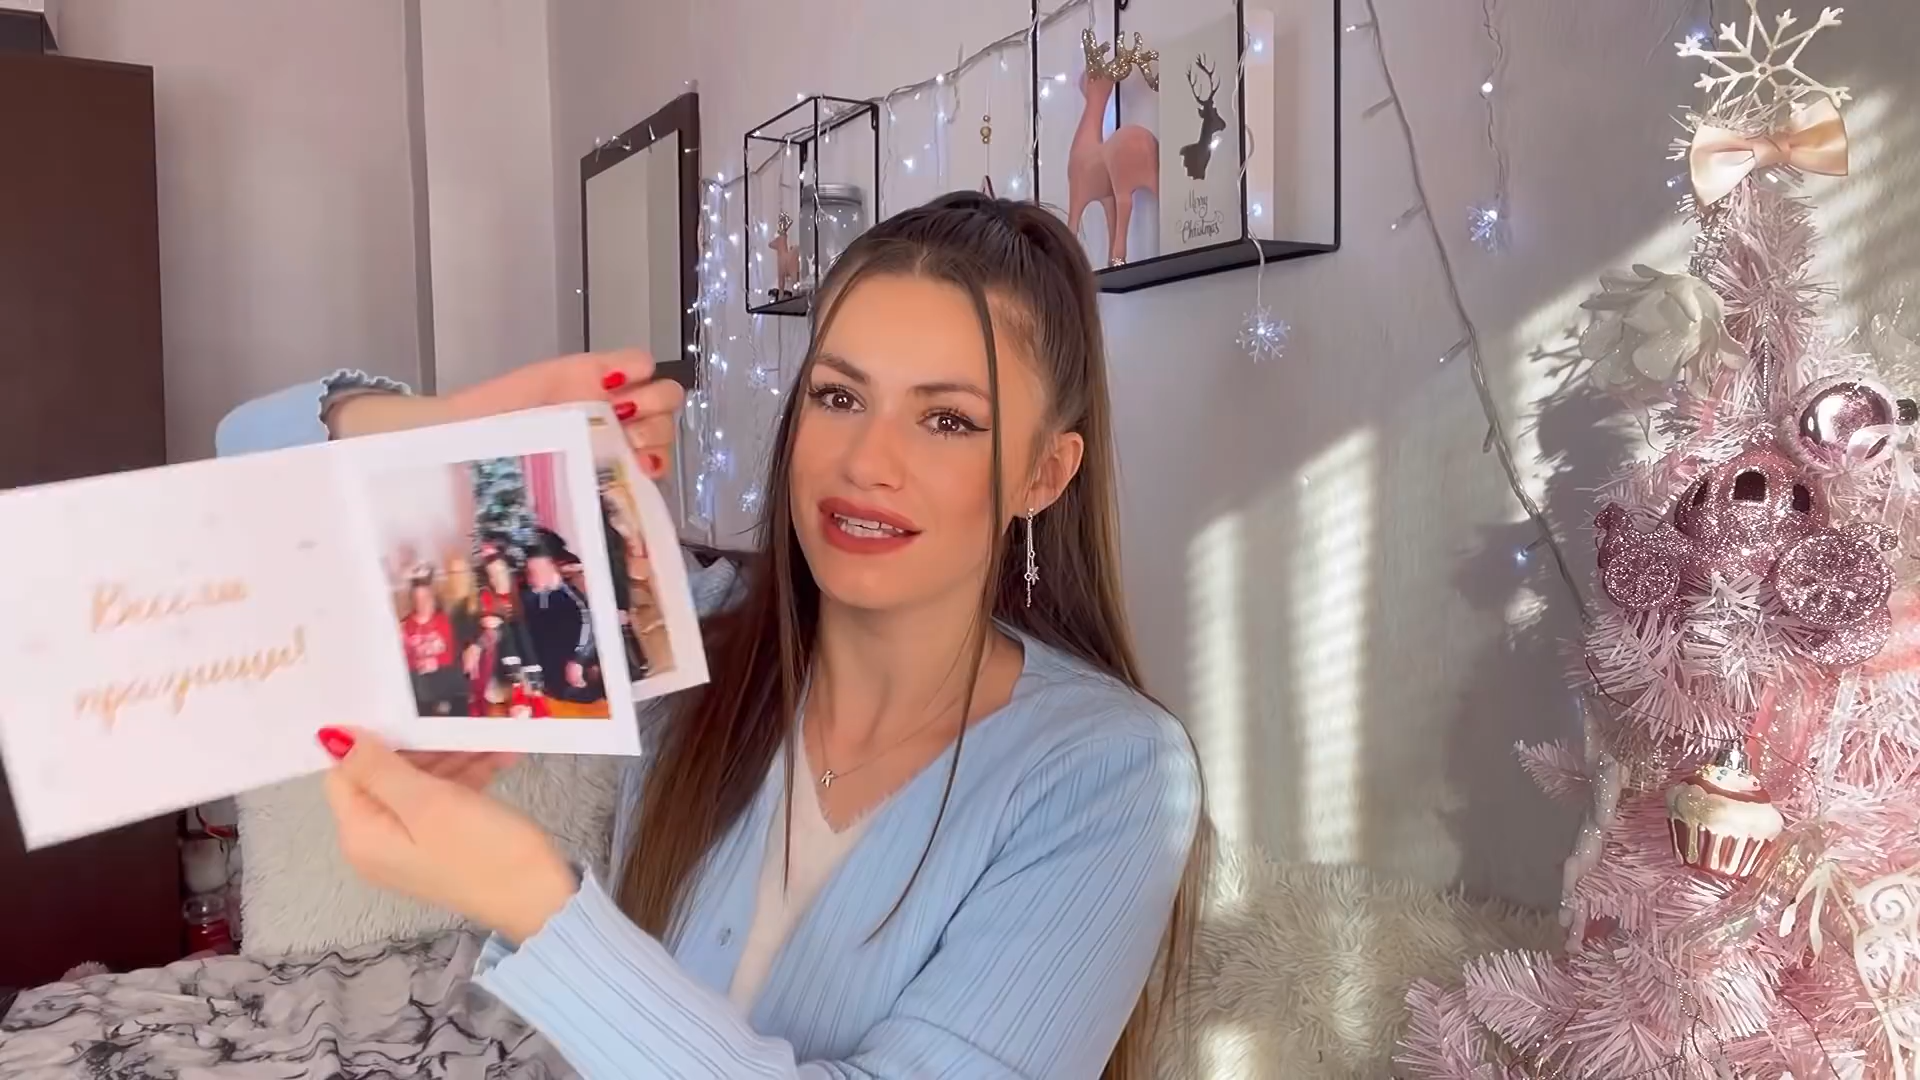 Весели
празници!
Merry
Christmas
K